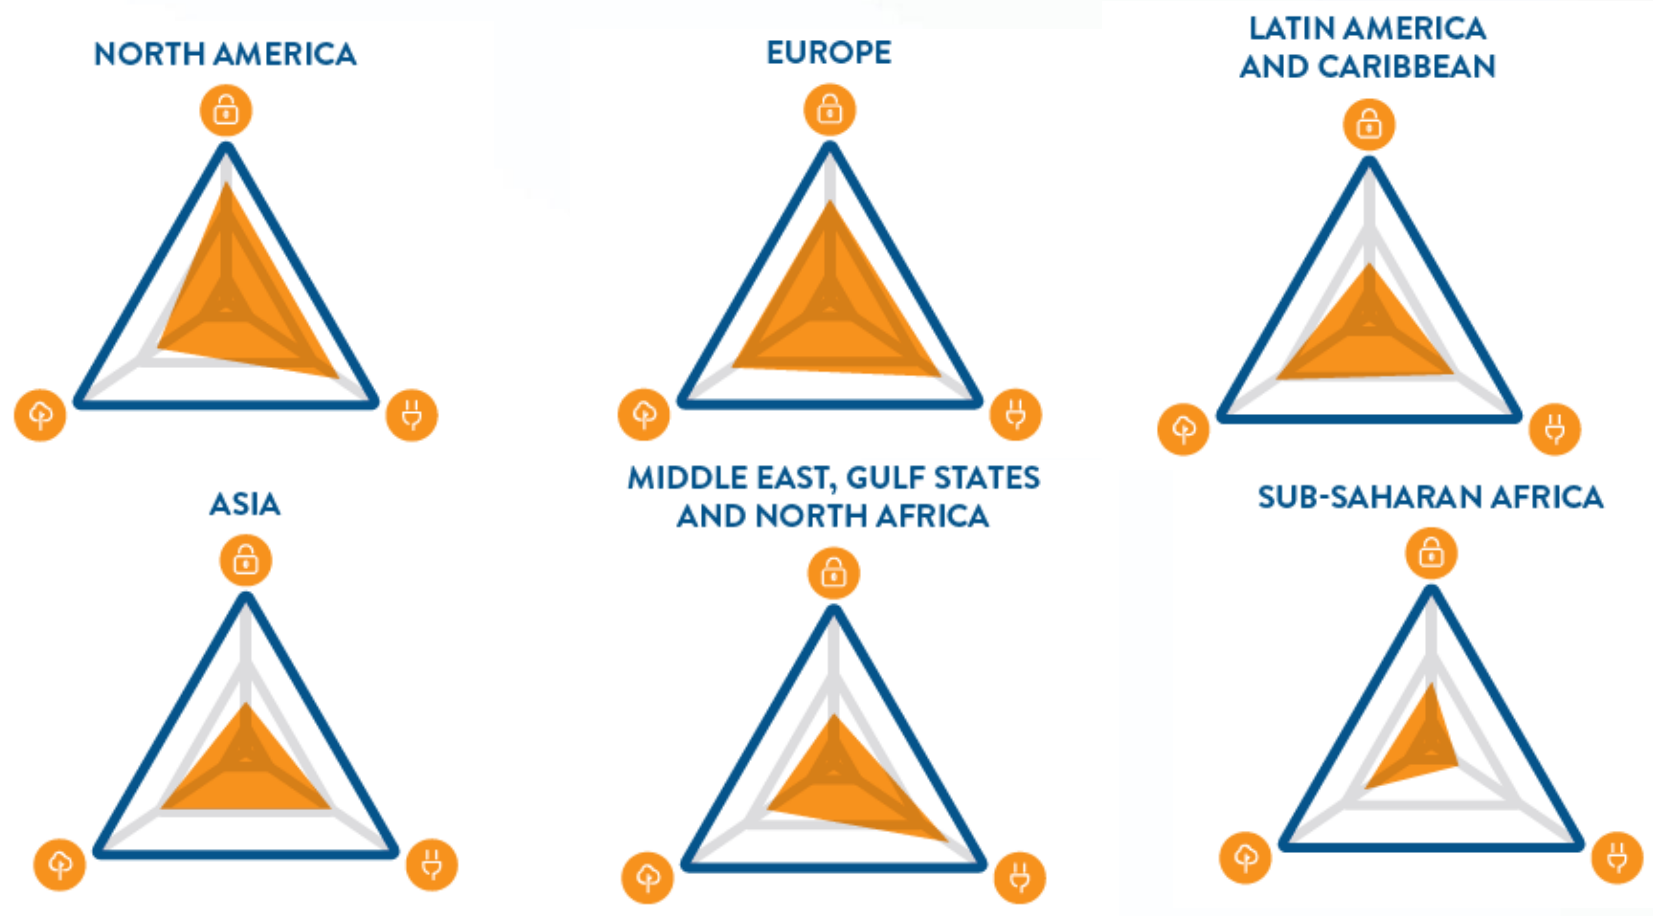 NORTH AMERICA
EUROPE
LATIN AMERICA
AND CARIBBEAN
ASIA
MIDDLE EAST, GULF STATES
AND NORTH AFRICA
SUB-SAHARAN AFRICA